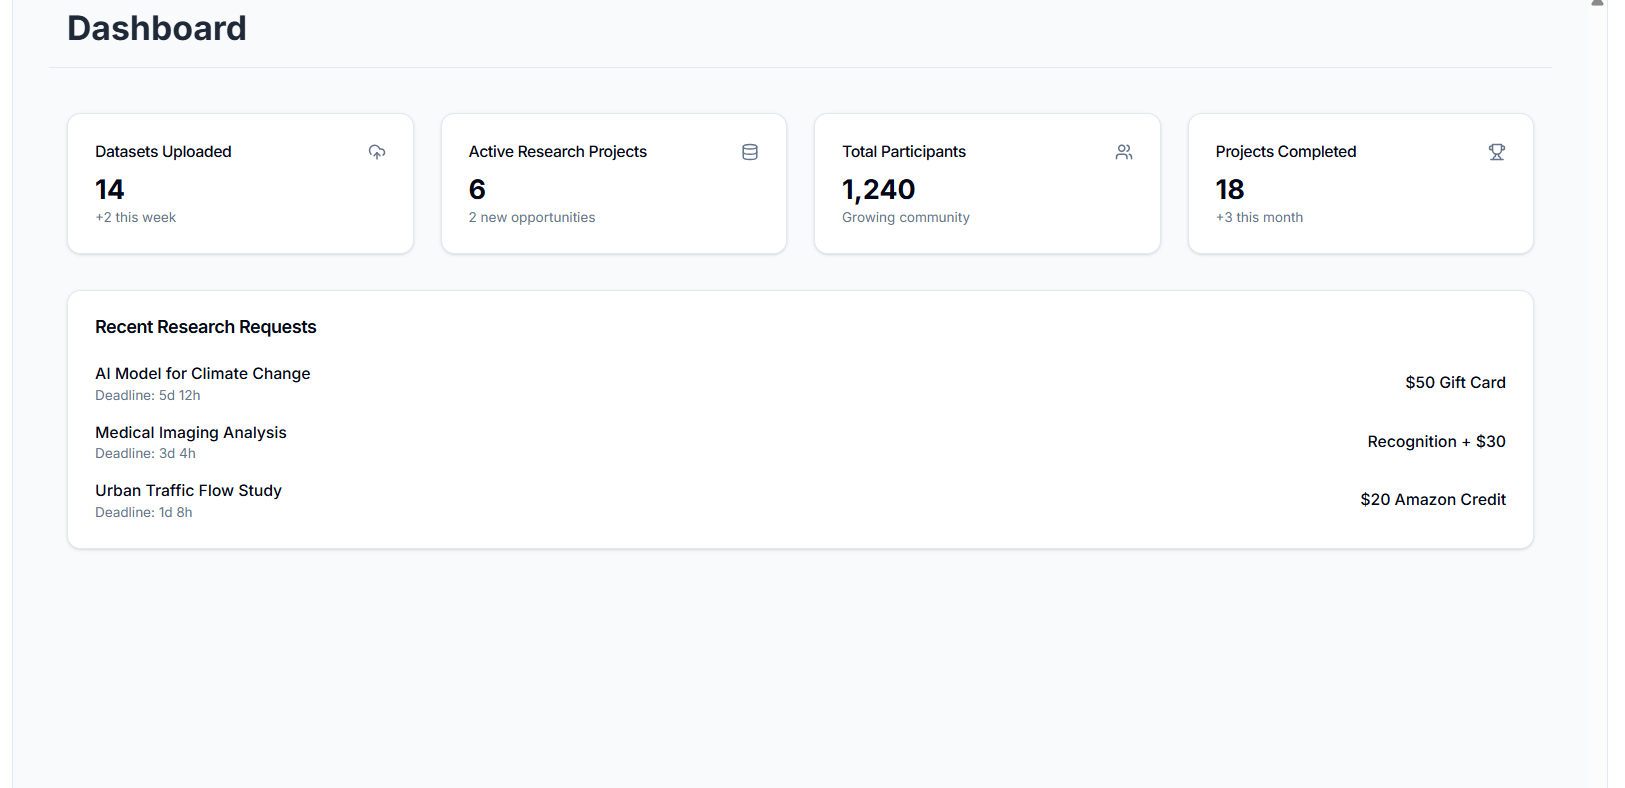 Dashboard
Datasets Uploaded
14
+2 this week
Active Research Projects
6
2 new opportunities
Total Participants
1,240
Growing community
Projects Completed
18
+3 this month
Recent Research Requests
AI Model for Climate Change
Deadline: 5d 12h
$50 Gift Card
Medical Imaging Analysis
Deadline: 3d 4h
Recognition + $30
Urban Traffic Flow Study
Deadline: 1d 8h
$20 Amazon Credit